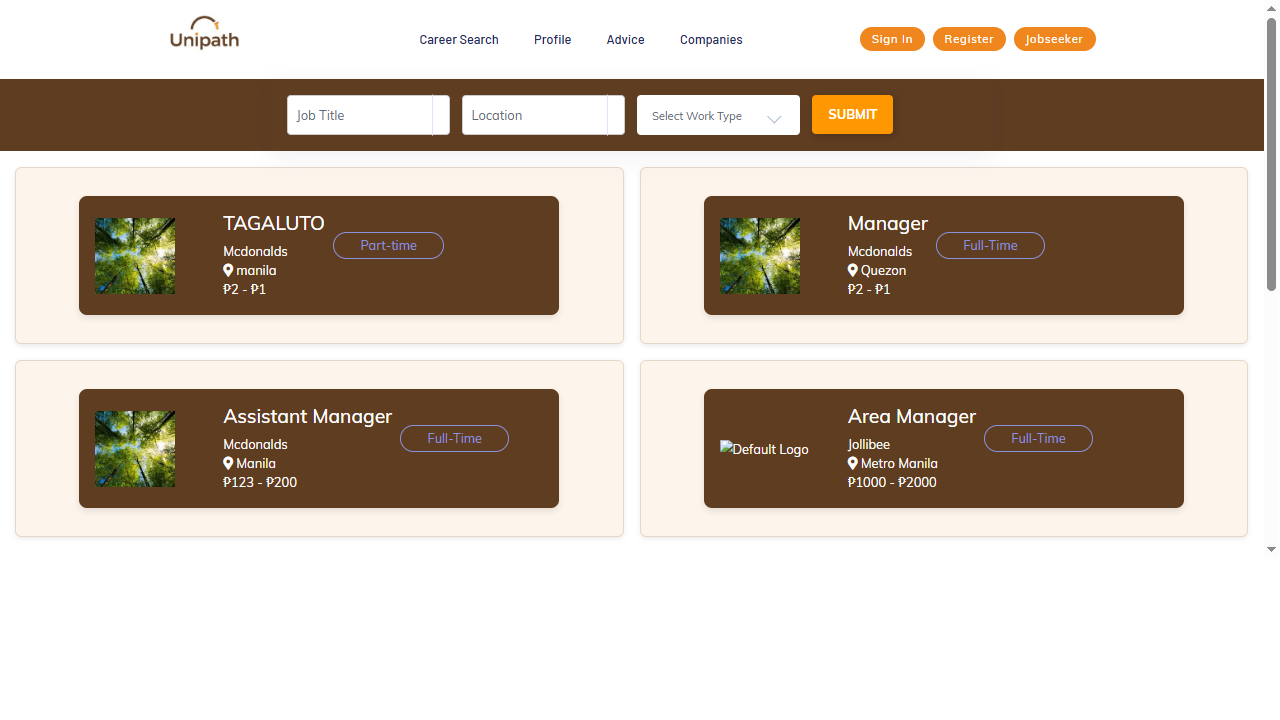 Unipath
Career Search
Profile
Advice
Companies
Sign In
Register
Jobseeker
Job Title
Location
Select Work Type
SUBMIT
TAGALUTO
Mcdonalds
Part-time
manila
₱2 - ₱1
Manager
Mcdonalds
Full-Time
Quezon
₱2 - ₱1
Assistant Manager
Mcdonalds
Full-Time
Manila
₱123 - ₱200
Default Logo
Area Manager
Jollibee
Full-Time
Metro Manila
₱1000 - ₱2000